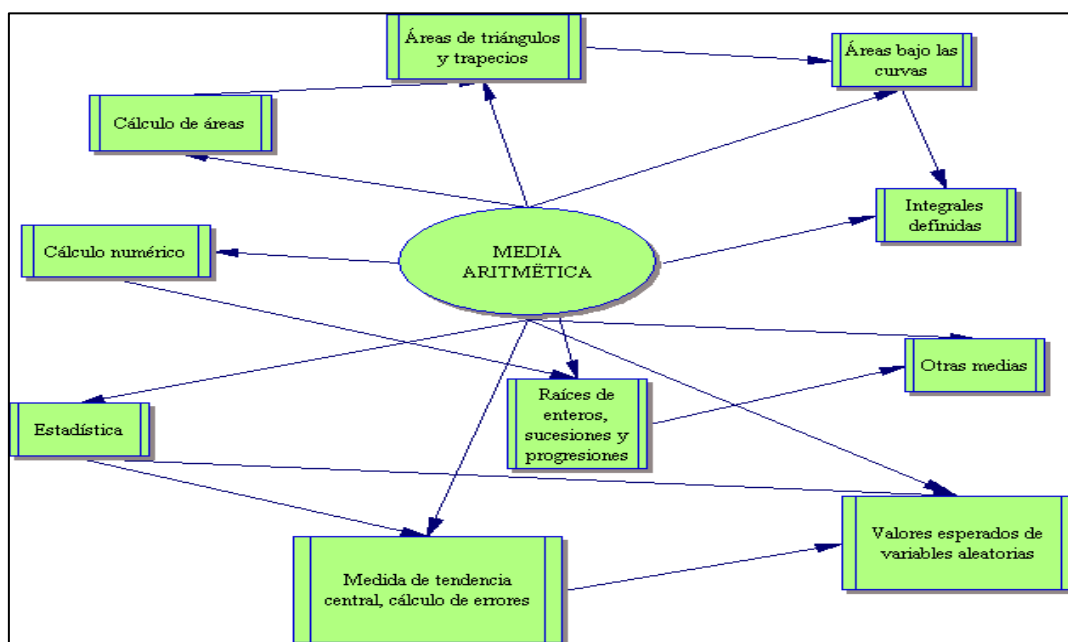 Áreas de triángulos
y trapecios
Áreas bajo las
curvas
Cálculo de áreas
Integrales
definidas
Cálculo numérico
MEDIA
ARITMËTICA
Otras medias
Raíces de
enteros,
sucesiones y
progresiones
Estadística
Valores esperados de
variables aleatorias
Medida de tendencia
central, cálculo de errores